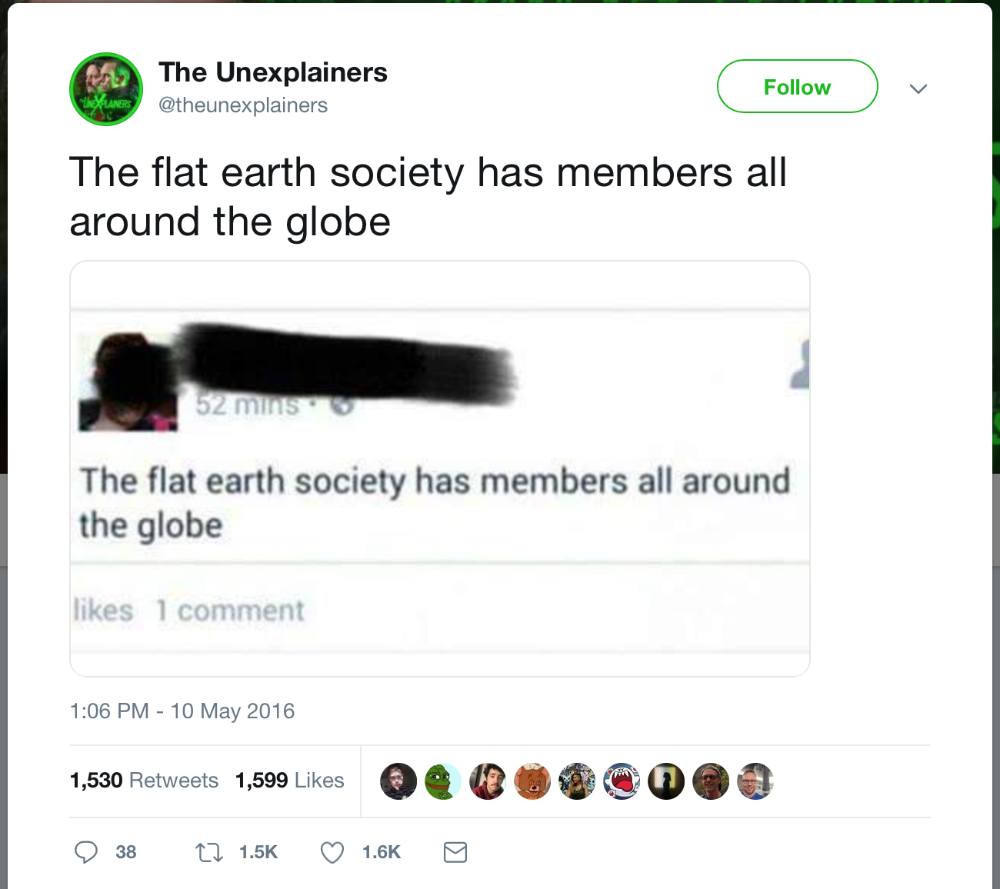 The Unexplainers
@theunexplainers
Follow
The flat earth society has members all
around the globe
52 mins ·
The flat earth society has members all around
the globe
likes 1 comment
1:06 PM - 10 May 2016
1,530 Retweets 1,599 Likes
38 1.5K 1.6K